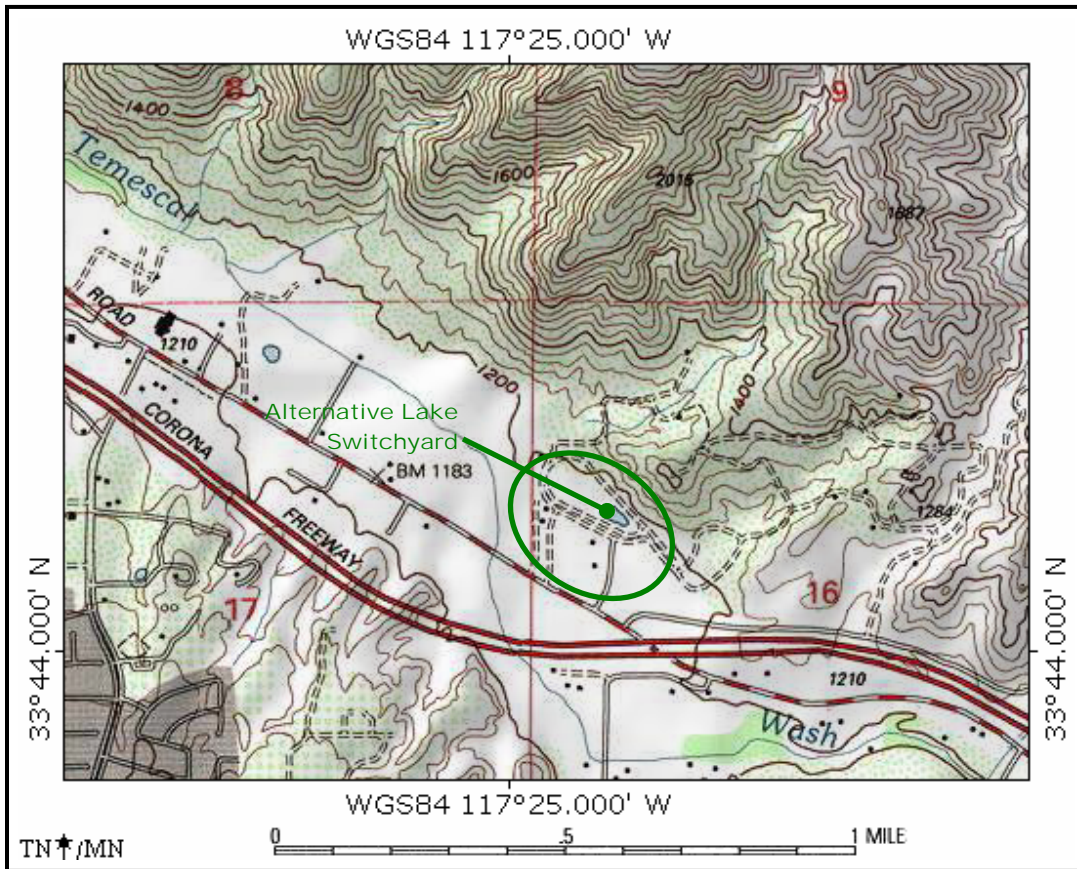 WGS84 117°25.000' W
8
9
1400
Temescal
1600
2018
1887
ROAD
1210
1200
1400
CORONA
Alternative Lake
Switchyard
BM 1183
1284
FREEWAY
16
17
33°44.000' N
33°44.000' N
1210
Wash
WGS84 117°25.000' W
TN
/MN
0
.5
1 MILE